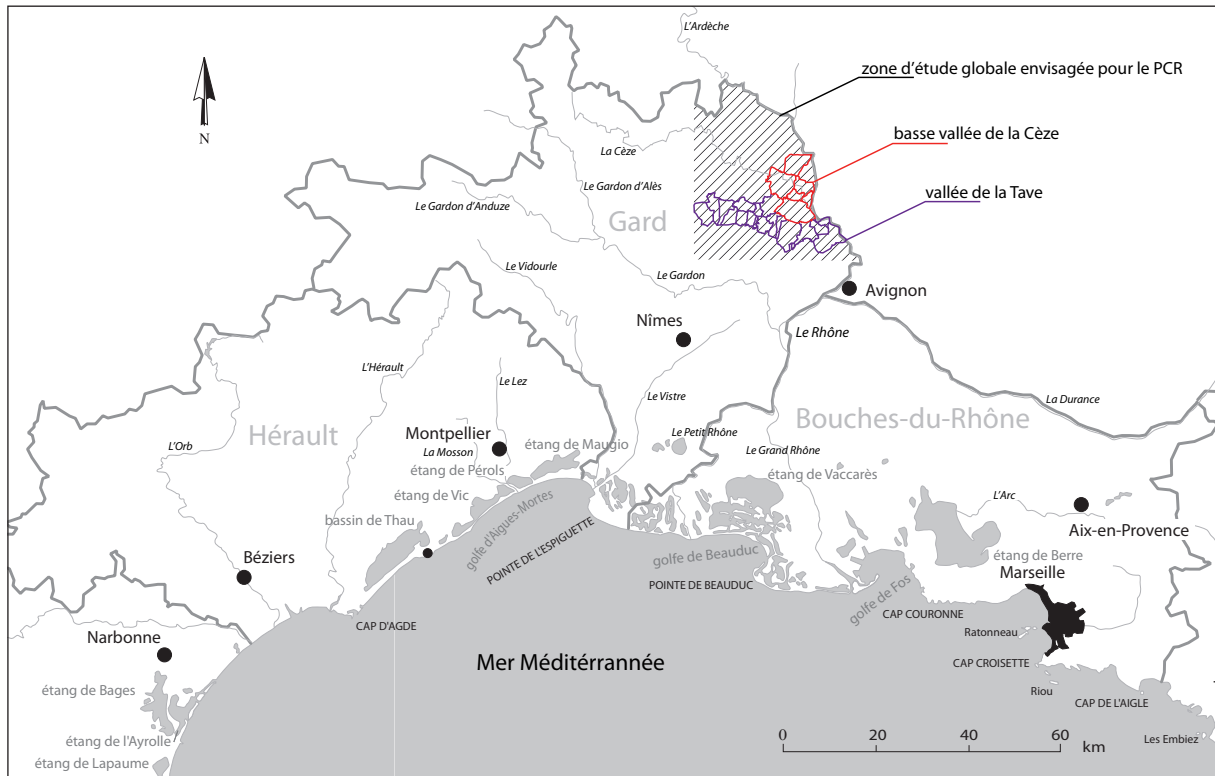 L'Ardèche
zone d'étude globale envisagée pour le PCR
N
basse vallée de la Cèze
La Cèze
Le Gardon d'Alès
vallée de la Tave
Le Gardon d'Anduze
Gard
Le Vidourle
Le Gardon
Avignon
Nîmes
Le Rhône
L'Hérault
Le Lez
Le Vistre
La Durance
Bouches-du-Rhône
Hérault
L'Orb
Montpellier
La Mosson
étang de Maugio
Le Petit Rhône
Le Grand Rhône
étang de Pérols
étang de Vaccarès
étang de Vic
L'Arc
bassin de Thau
golfe d'Aigues-Mortes
Aix-en-Provence
POINTE DE L'ESPIGUETTE
golfe de Beauduc
étang de Berre
Béziers
Marseille
POINTE DE BEAUDUC
golfe de Fos
CAP COURONNE
CAP D'AGDE
Ratonneau
Narbonne
Mer Méditérrannée
CAP CROISETTE
étang de Bages
Riou
CAP DE L'AIGLE
étang de l'Ayrolle
Les Embiez
0 20 40 60
km
étang de Lapaume